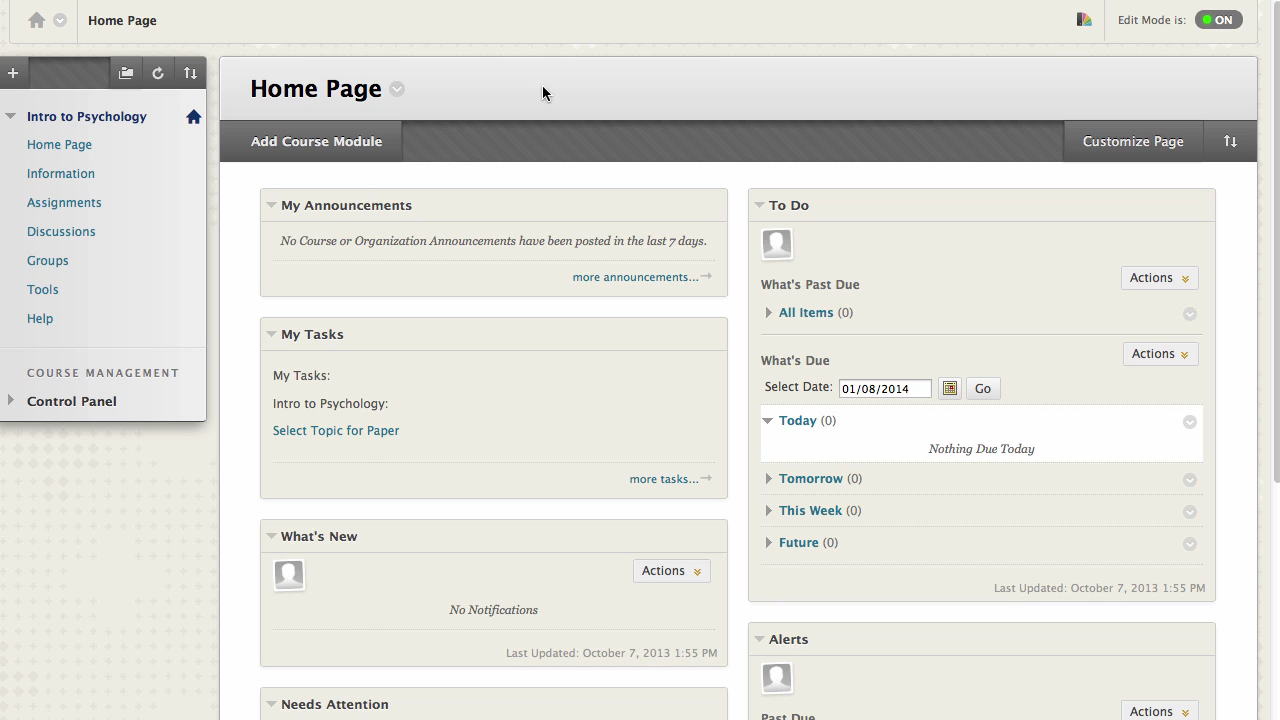 Home Page
Edit Mode is: ON
Intro to Psychology
Home Page
Information
Assignments
Discussions
Groups
Tools
Help
COURSE MANAGEMENT
Control Panel
Home Page
Add Course Module
Customize Page
My Announcements
No Course or Organization Announcements have been posted in the last 7 days.
more announcements...
My Tasks
My Tasks:
Intro to Psychology:
Select Topic for Paper
more tasks...
What's New
Actions
No Notifications
Last Updated: October 7, 2013 1:55 PM
Needs Attention
To Do
What's Past Due
Actions
All Items (0)
What's Due
Actions
Select Date: 01/08/2014 Go
Today (0)
Nothing Due Today
Tomorrow (0)
This Week (0)
Future (0)
Last Updated: October 7, 2013 1:55 PM
Alerts
Actions
Past Due